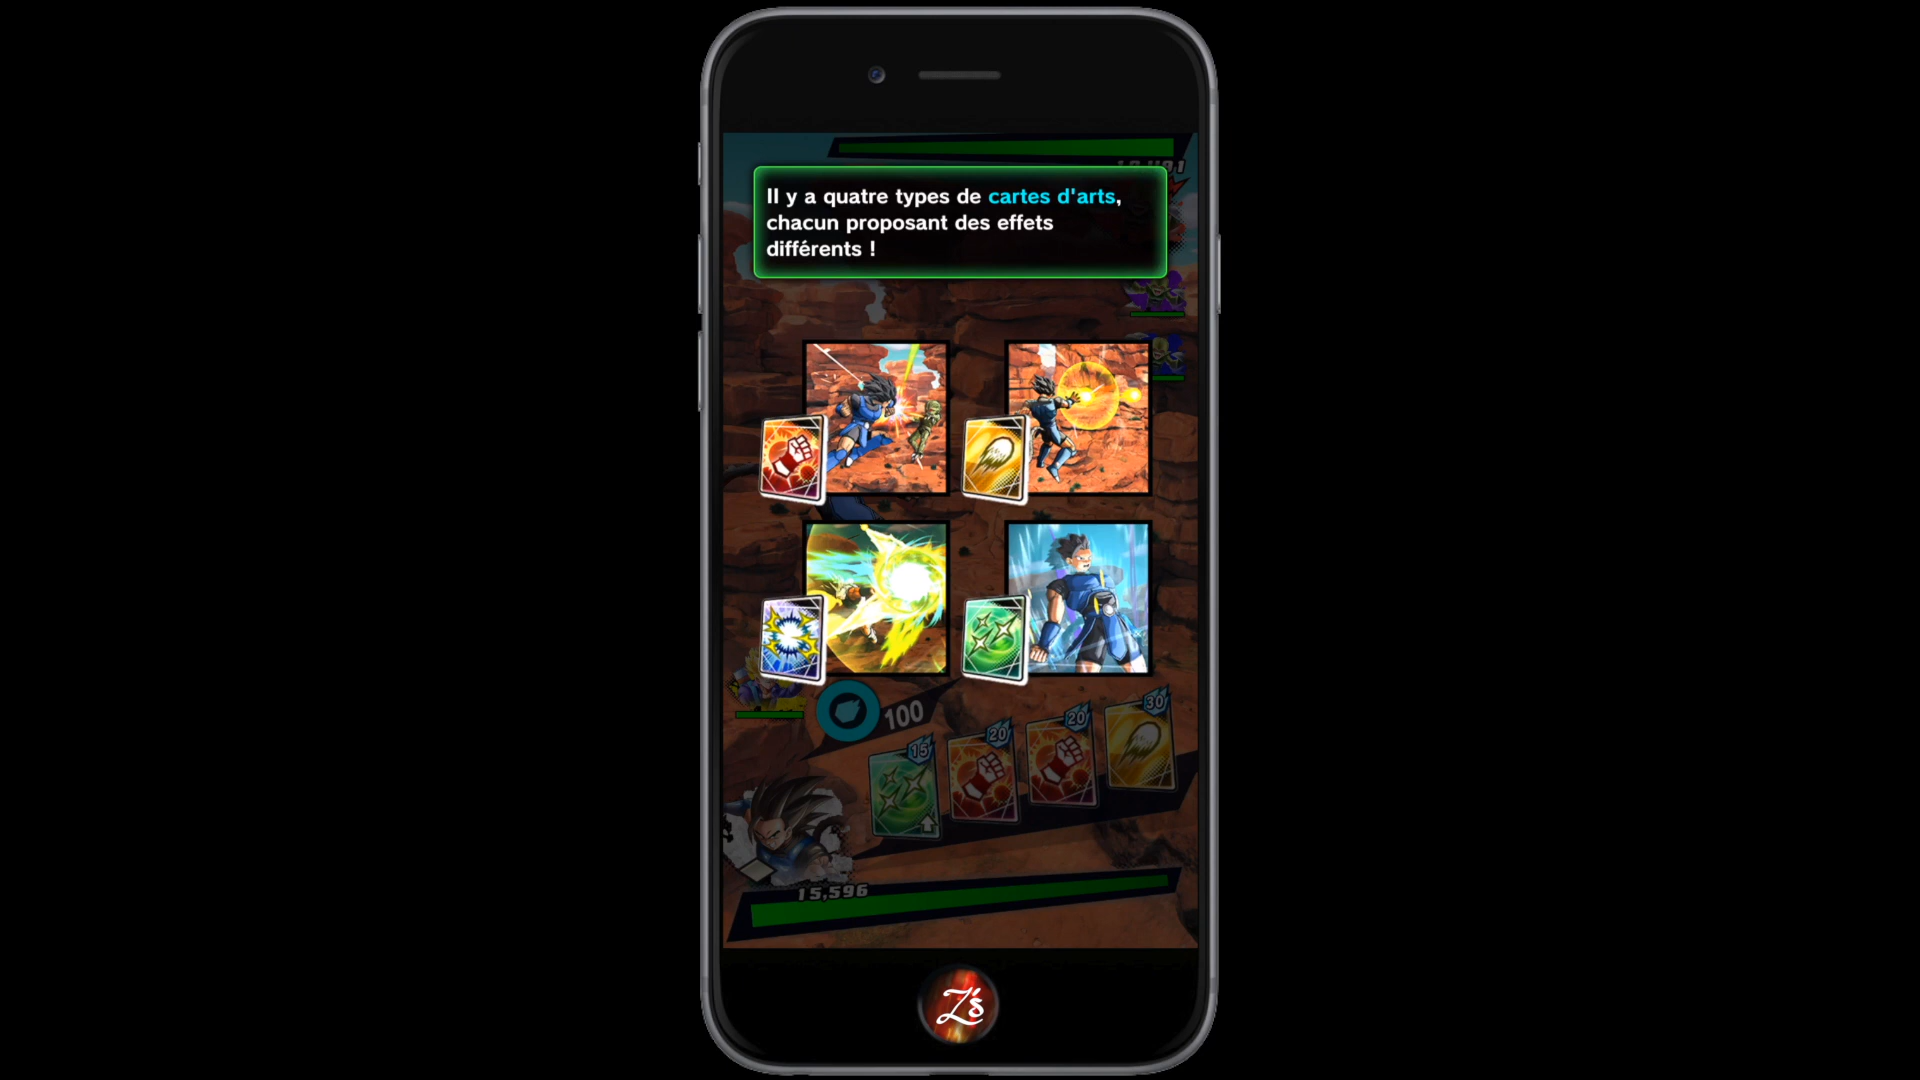 Il y a quatre types de cartes d'arts,
chacun proposant des effets
différents !
100
15
20
20
30
15,596
Z's